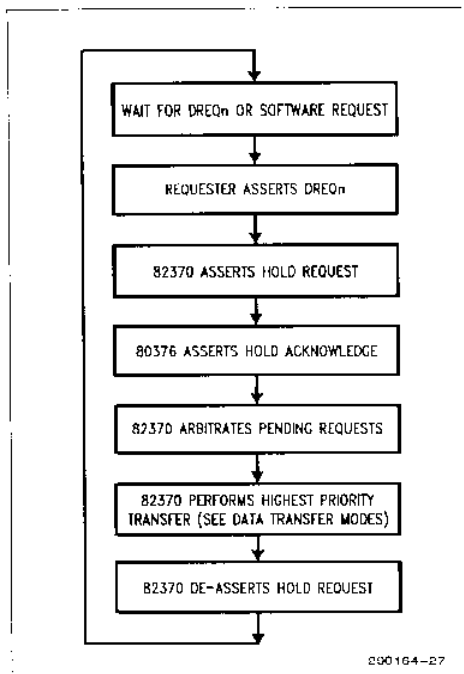 WAIT FOR DREQn OR SOFTWARE REQUEST
REQUESTER ASSERTS DREQn
82370 ASSERTS HOLD REQUEST
80376 ASSERTS HOLD ACKNOWLEDGE
82370 ARBITRATES PENDING REQUESTS
82370 PERFORMS HIGHEST PRIORITY
TRANSFER (SEE DATA TRANSFER MODES)
82370 DE-ASSERTS HOLD REQUEST
290164-27